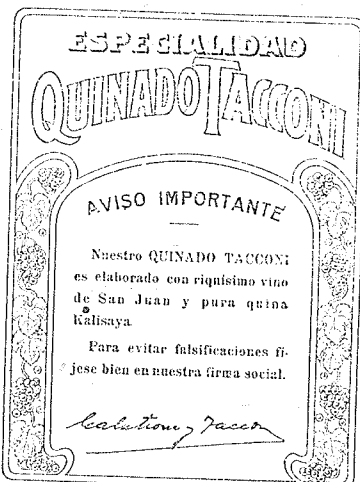 ESPECIALIDAD
QUINADO TACCONI
AVISO IMPORTANTE
Nuestro QUINADO TACCONI
es elaborado con riquísimo vino
de San Juan y pura quina
Kalisaya
Para evitar falsificaciones fí-
jese bien en nuestra firma social.